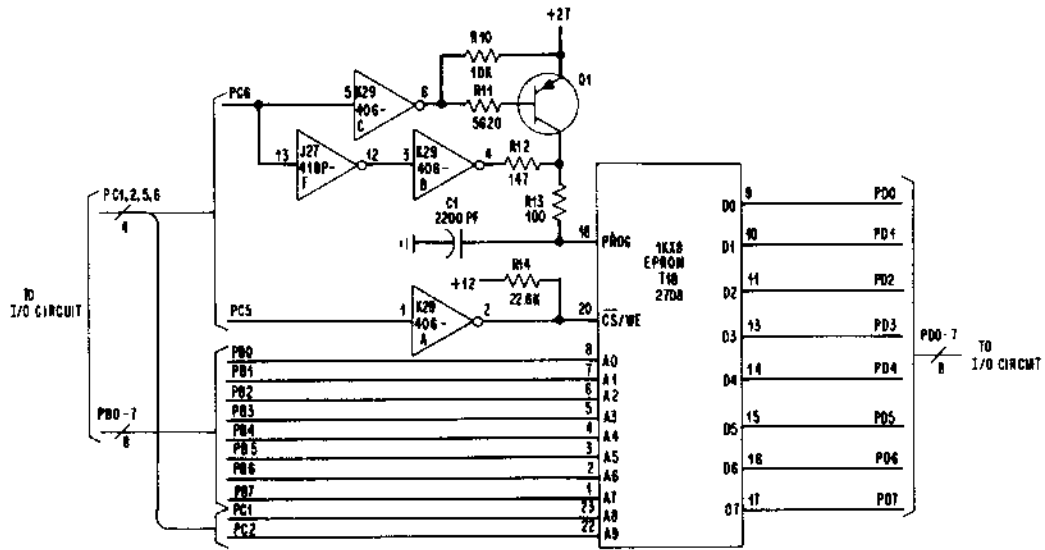 +27
R10
10K
Q1
PC6
5
K29
406-
C
6
R11
5620
13
J27
418P-
F
12
3
K29
406-
B
4
R12
147
R13
100
C1
2200 PF
18
PROG
PC1,2,5,6
4
+12
R14
22.6K
1KX8
EPROM
T18
2708
TO
I/O CIRCUIT
PC5
1
K29
406-
A
2
20
CS/WE
PB0
8
A0
PB1
7
A1
PB2
6
A2
PB3
5
A3
PB4
4
A4
PB5
3
A5
PB6
2
A6
PB7
1
A7
PC1
23
A8
PC2
22
A9
PB0-7
8
D0
9
PD0
D1
10
PD1
D2
11
PD2
D3
13
PD3
D4
14
PD4
D5
15
PD5
D6
16
PD6
D7
17
PD7
PD0-7
8
TO
I/O CIRCUIT